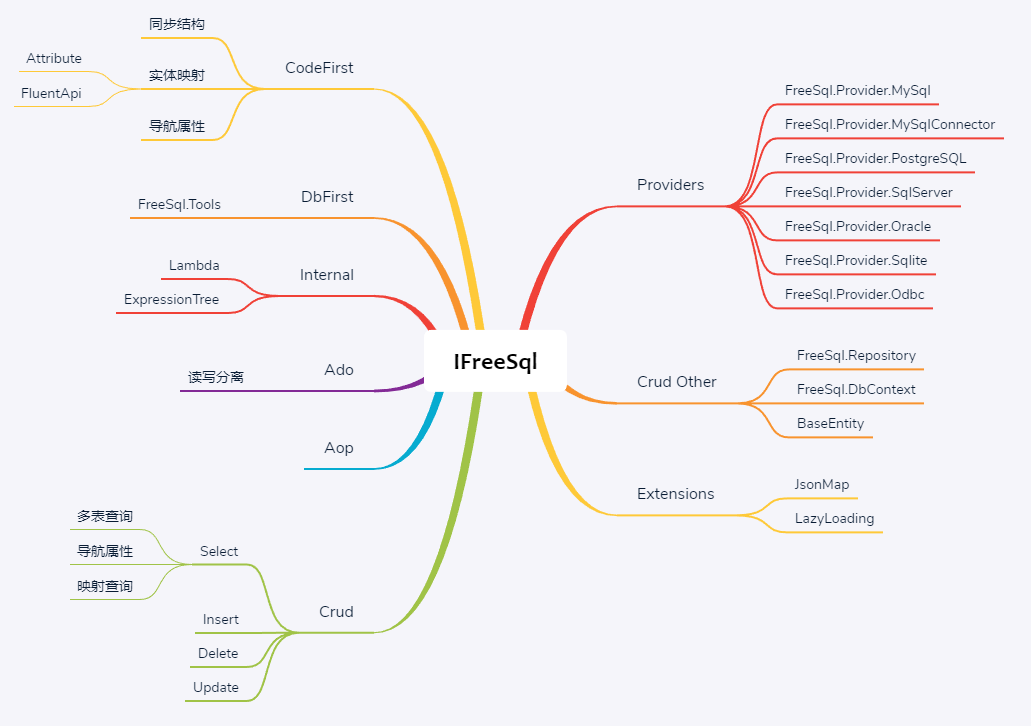 IFreeSql
CodeFirst
同步结构
实体映射
Attribute
FluentApi
导航属性
DbFirst
FreeSql.Tools
Internal
Lambda
ExpressionTree
Ado
读写分离
Aop
Crud
Select
多表查询
导航属性
映射查询
Insert
Delete
Update
Providers
FreeSql.Provider.MySql
FreeSql.Provider.MySqlConnector
FreeSql.Provider.PostgreSQL
FreeSql.Provider.SqlServer
FreeSql.Provider.Oracle
FreeSql.Provider.Sqlite
FreeSql.Provider.Odbc
Crud Other
FreeSql.Repository
FreeSql.DbContext
BaseEntity
Extensions
JsonMap
LazyLoading